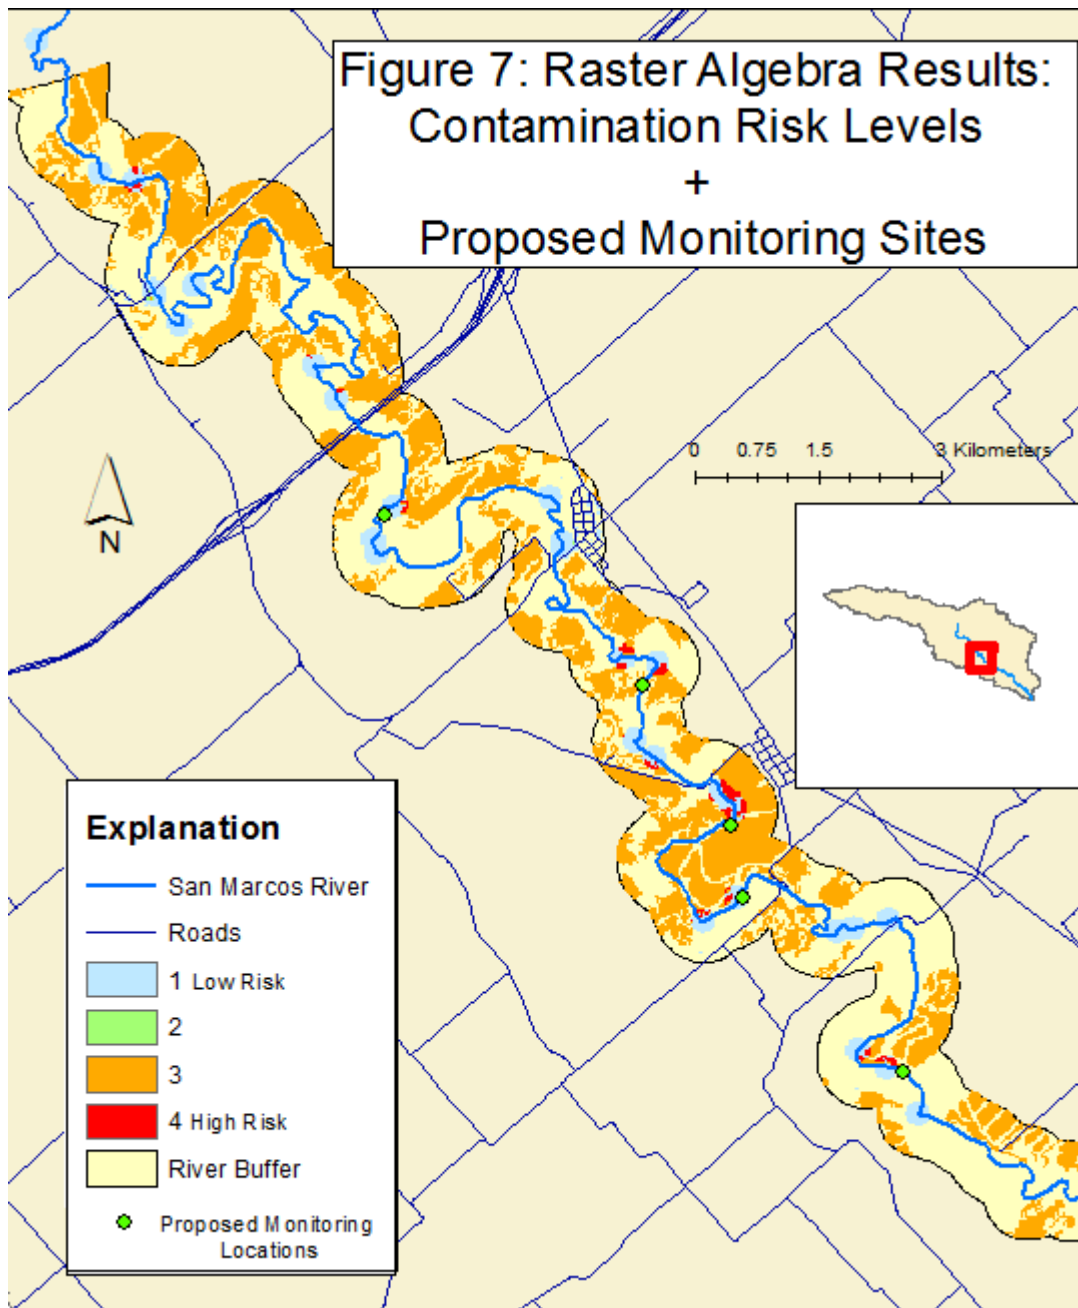 Figure 7: Raster Algebra Results:
Contamination Risk Levels
+
Proposed Monitoring Sites
0 0.75 1.5 3 Kilometers
N
Explanation
San Marcos River
Roads
1 Low Risk
2
3
4 High Risk
River Buffer
Proposed Monitoring
Locations